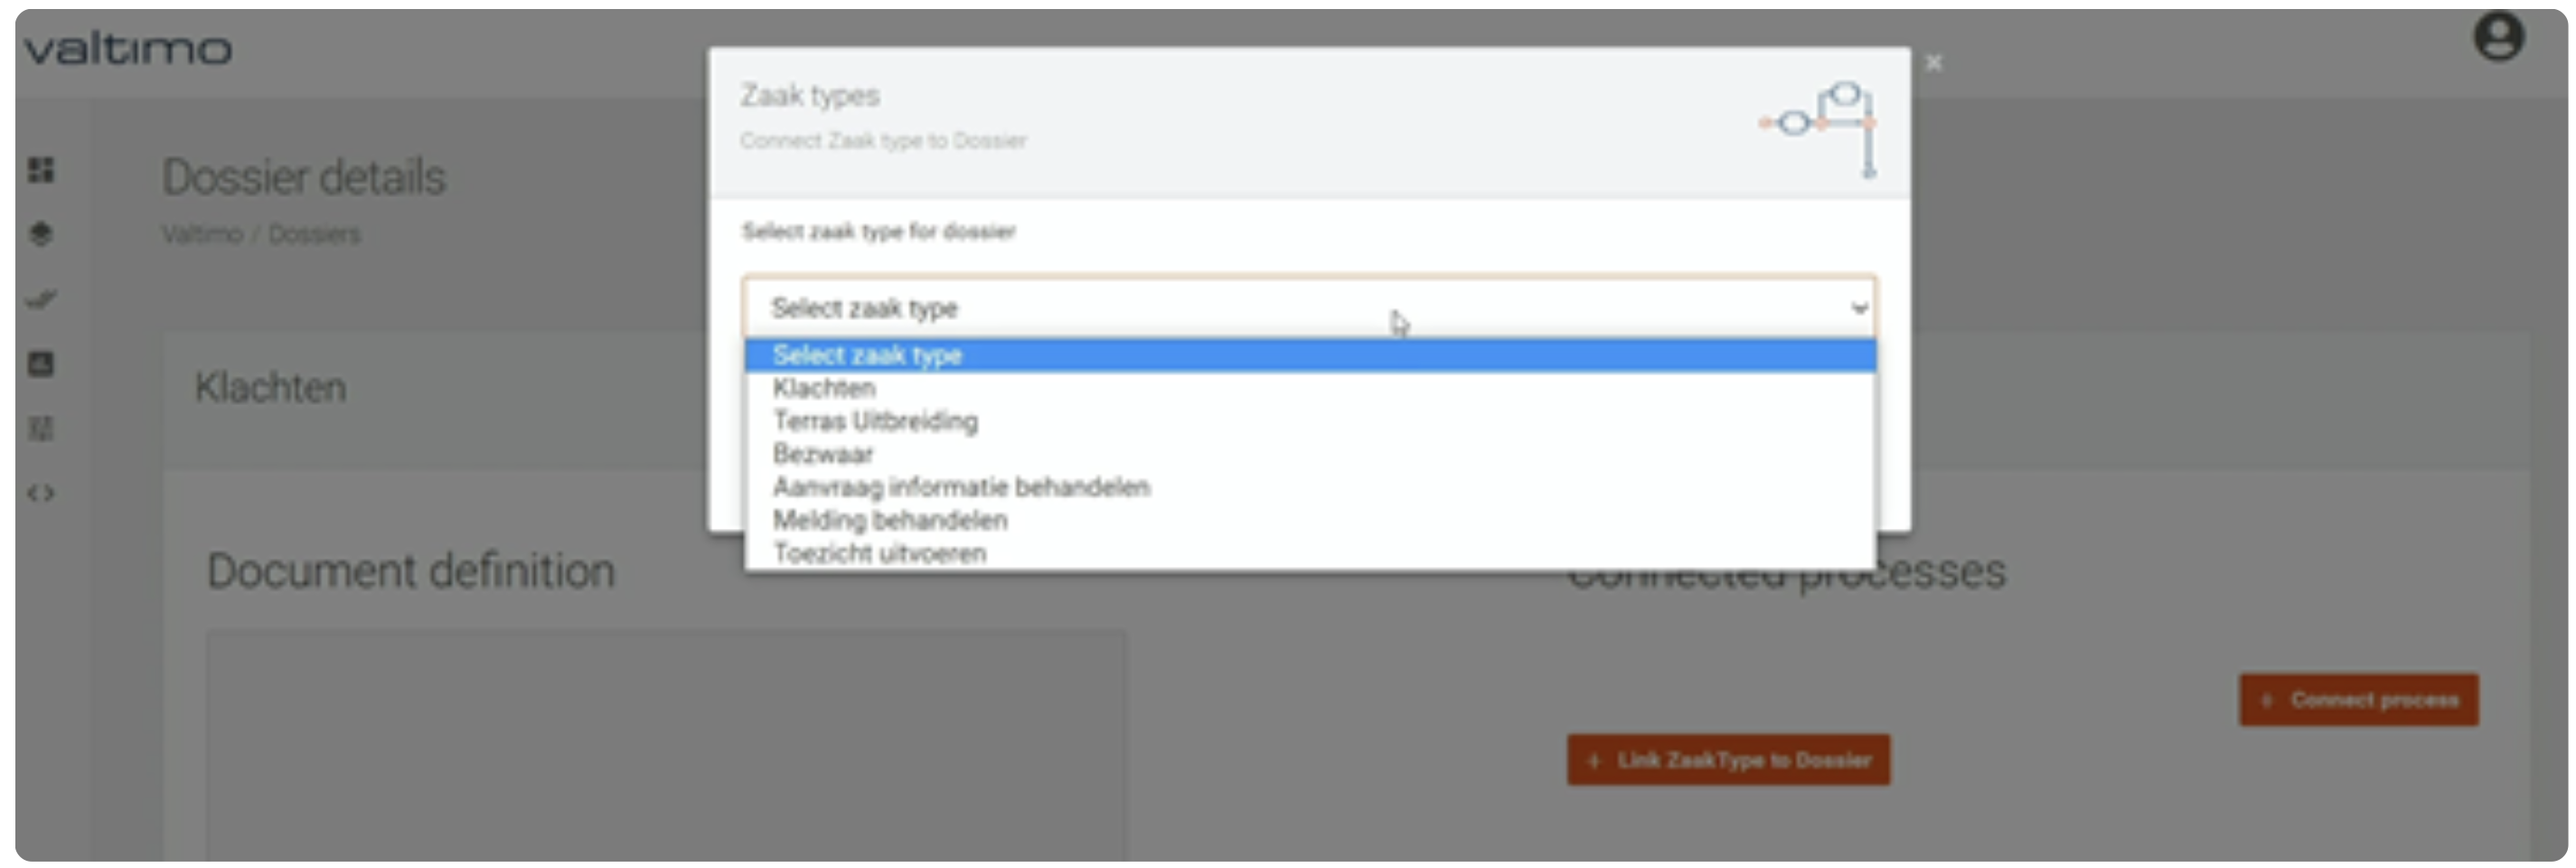 valtimo
Zaak types
Connect Zaak type to Dossier
Dossier details
Valtimo / Dossiers
Select zaak type for dossier
Select zaak type
Select zaak type
Klachten
Klachten
Terras Uitbreiding
Bezwaar
Aanvraag informatie behandelen
Melding behandelen
Toezicht uitvoeren
Document definition
Connected processes
+ Connect process
+ Link ZaakType to Dossier